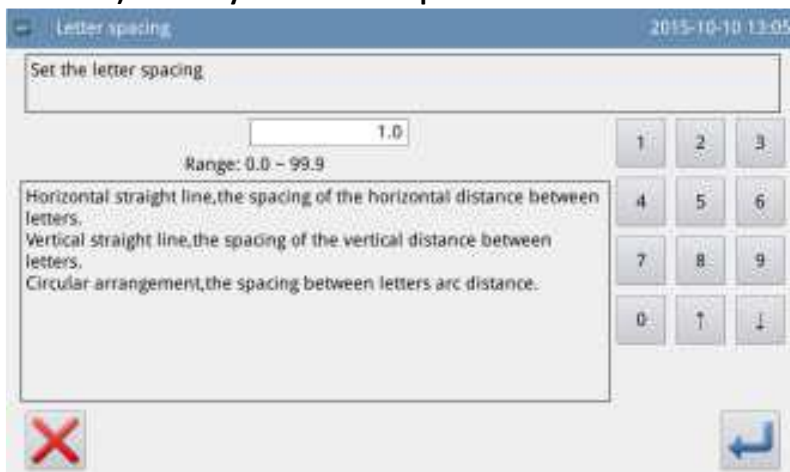 Letter spacing 2015-10-10 13:05
Set the letter spacing
1.0
Range: 0.0 ~ 99.9
Horizontal straight line,the spacing of the horizontal distance between
letters.
Vertical straight line,the spacing of the vertical distance between
letters.
Circular arrangement,the spacing between letters arc distance.
1 2 3
4 5 6
7 8 9
0 ↑ ↓